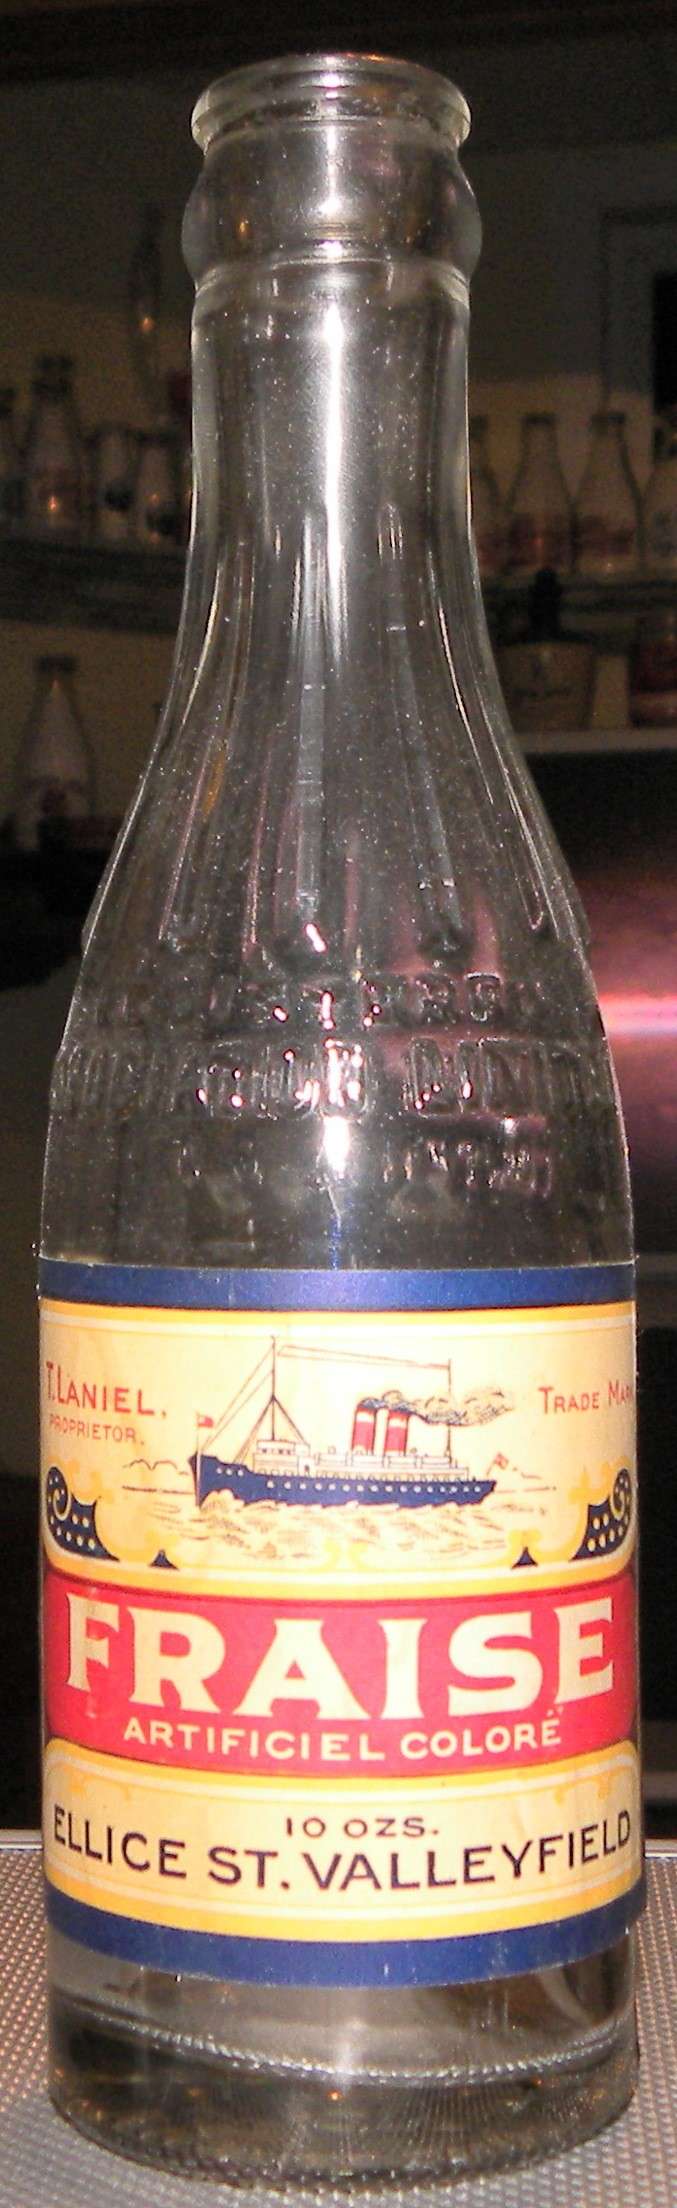 T. LANIEL.
PROPRIETOR.
TRADE MARK
FRAISE
ARTIFICIEL COLORÉ
10 OZS.
ELLICE ST. VALLEYFIELD